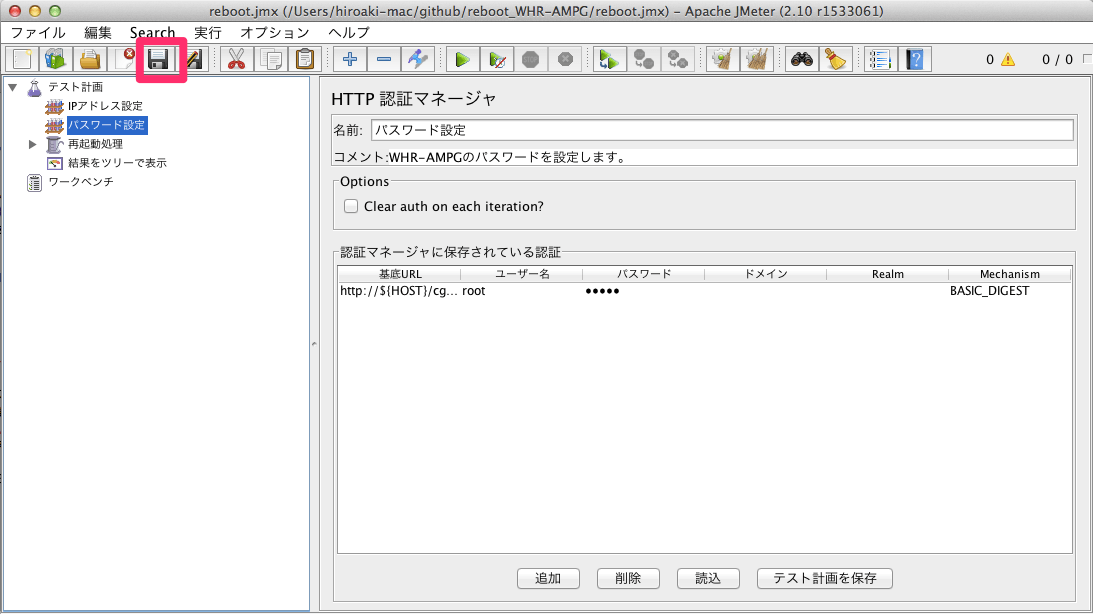 reboot.jmx (/Users/hiroaki-mac/github/reboot_WHR-AMPG/reboot.jmx) - Apache JMeter (2.10 r1533061)
ファイル 編集 Search 実行 オプション ヘルプ
0 0 / 0
テスト計画
IPアドレス設定
パスワード設定
再起動処理
結果をツリーで表示
ワークベンチ
HTTP 認証マネージャ
名前: パスワード設定
コメント:WHR-AMPGのパスワードを設定します。
Options
Clear auth on each iteration?
認証マネージャに保存されている認証
基底URL ユーザー名 パスワード ドメイン Realm Mechanism
http://${HOST}/cg... root ●●●●● BASIC_DIGEST
追加 削除 読込 テスト計画を保存